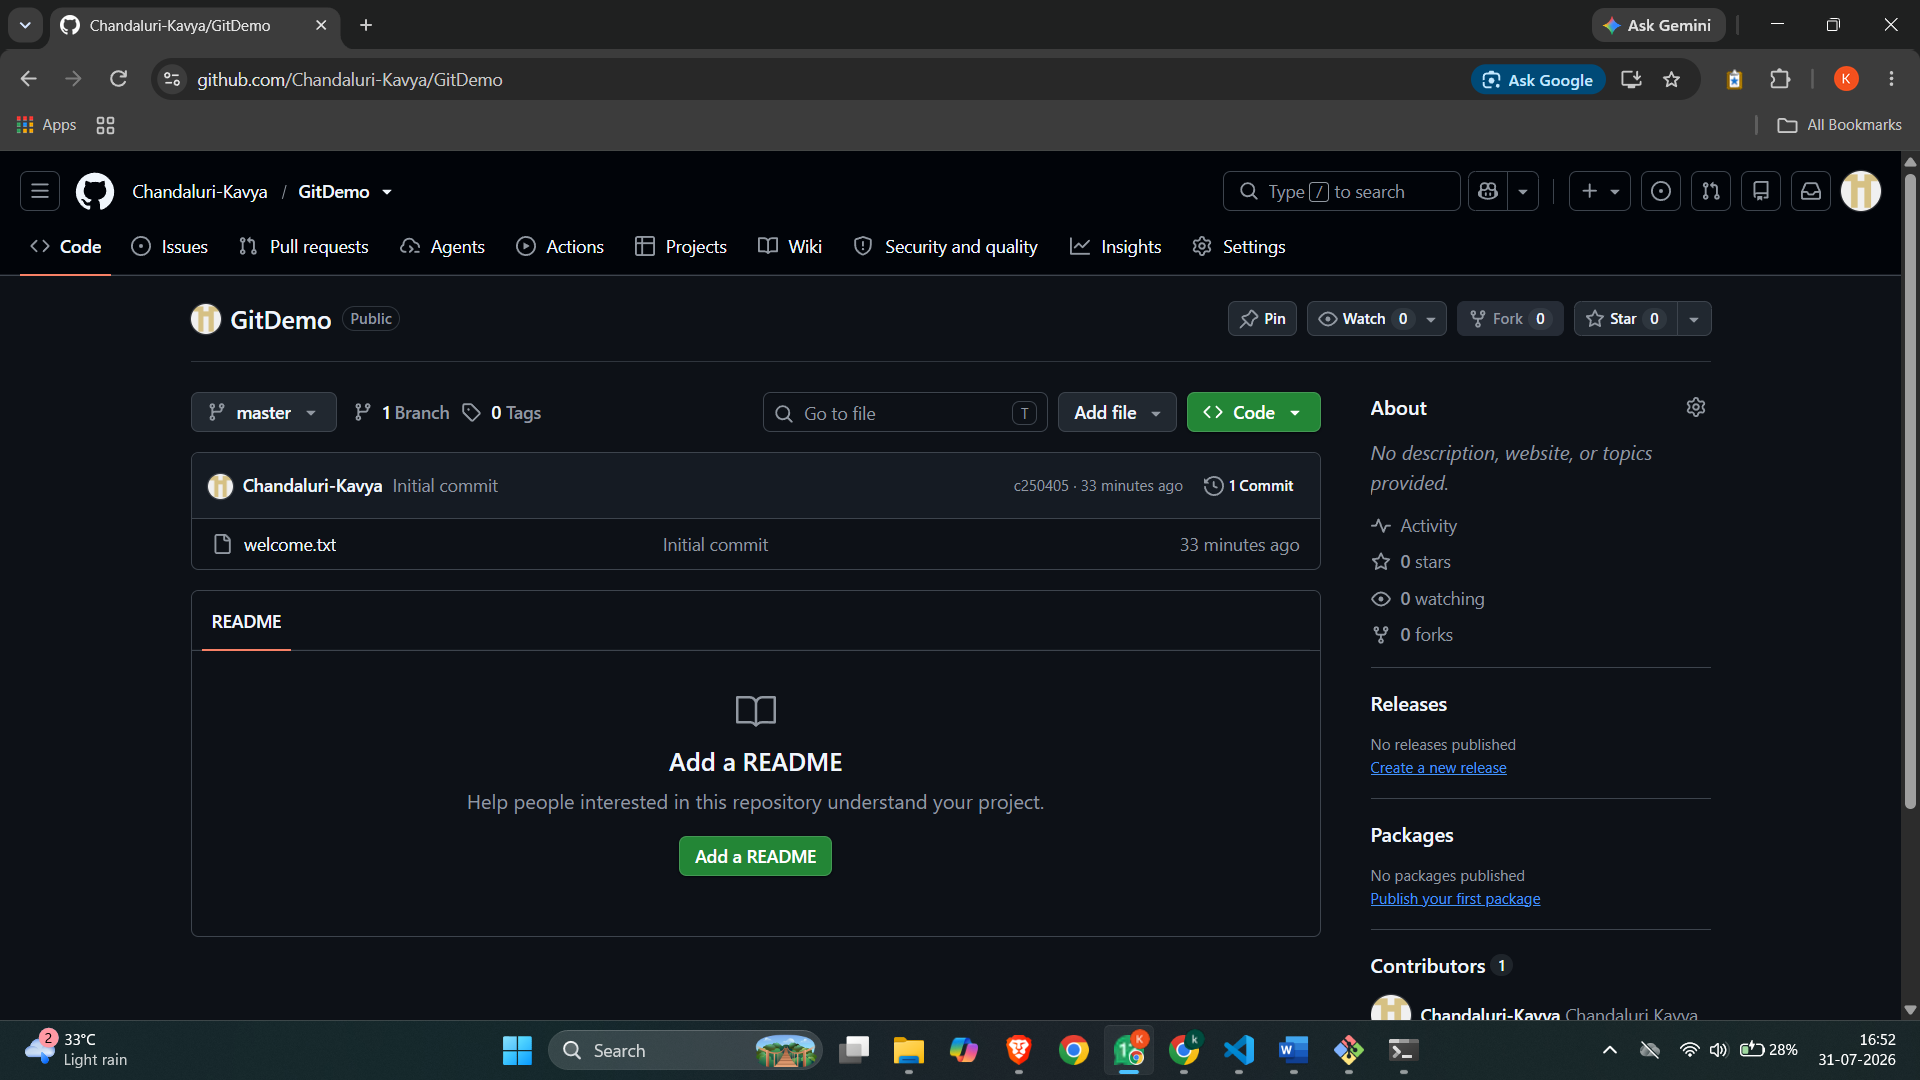 Chandaluri-Kavya/GitDemo
Ask Gemini
github.com/Chandaluri-Kavya/GitDemo
Ask Google
K
Apps
All Bookmarks
Chandaluri-Kavya / GitDemo
Type / to search
Code
Issues
Pull requests
Agents
Actions
Projects
Wiki
Security and quality
Insights
Settings
GitDemo Public
Pin
Watch 0
Fork 0
Star 0
master
1 Branch
0 Tags
Go to file
T
Add file
Code
Chandaluri-Kavya Initial commit
c250405 · 33 minutes ago
1 Commit
welcome.txt
Initial commit
33 minutes ago
README
Add a README
Help people interested in this repository understand your project.
Add a README
About
No description, website, or topics
provided.
Activity
0 stars
0 watching
0 forks
Releases
No releases published
Create a new release
Packages
No packages published
Publish your first package
Contributors 1
Chandaluri-Kavya Chandaluri Kavya
2
33°C
Light rain
Search
K
k
28%
16:52
31-07-2026